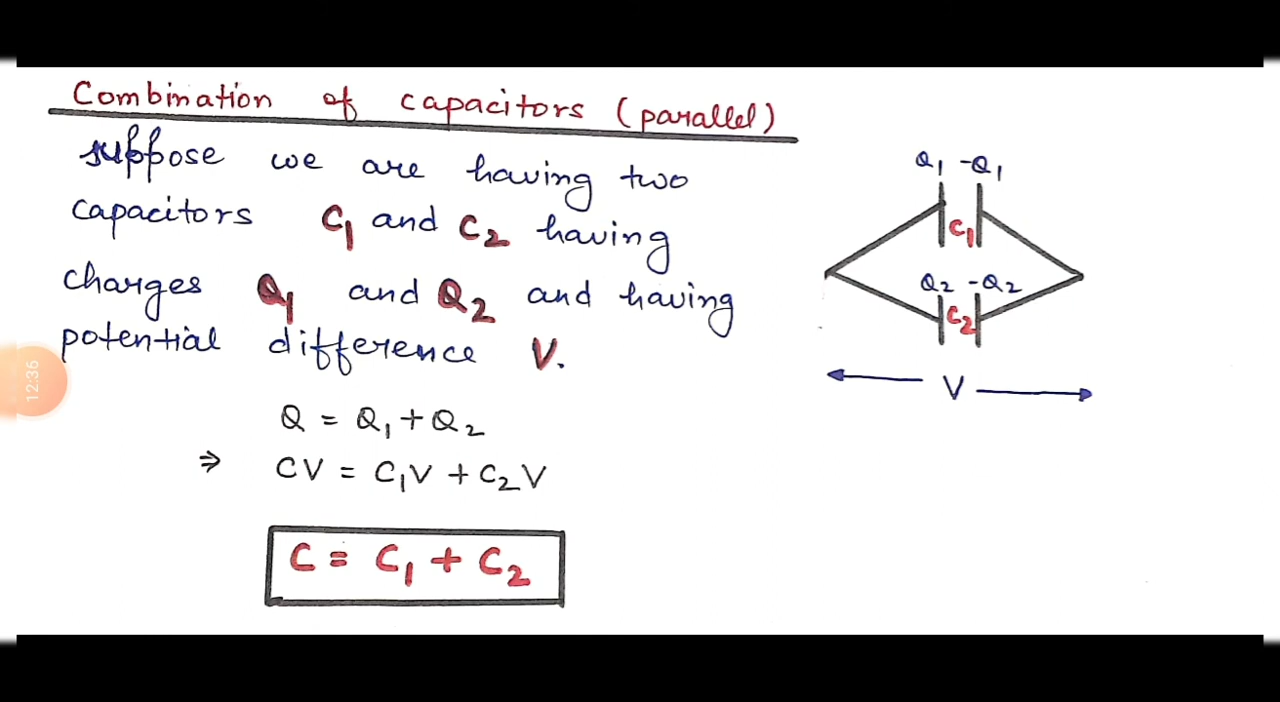 Combination of capacitors (parallel)
suppose we are having two
capacitors C₁ and C₂ having
charges Q₁ and Q₂ and having
potential difference V.
Q = Q₁ + Q₂
⇒ CV = C₁V + C₂V
C = C₁ + C₂
Q₁ -Q₁
C₁
Q₂ -Q₂
C₂
V
12:36